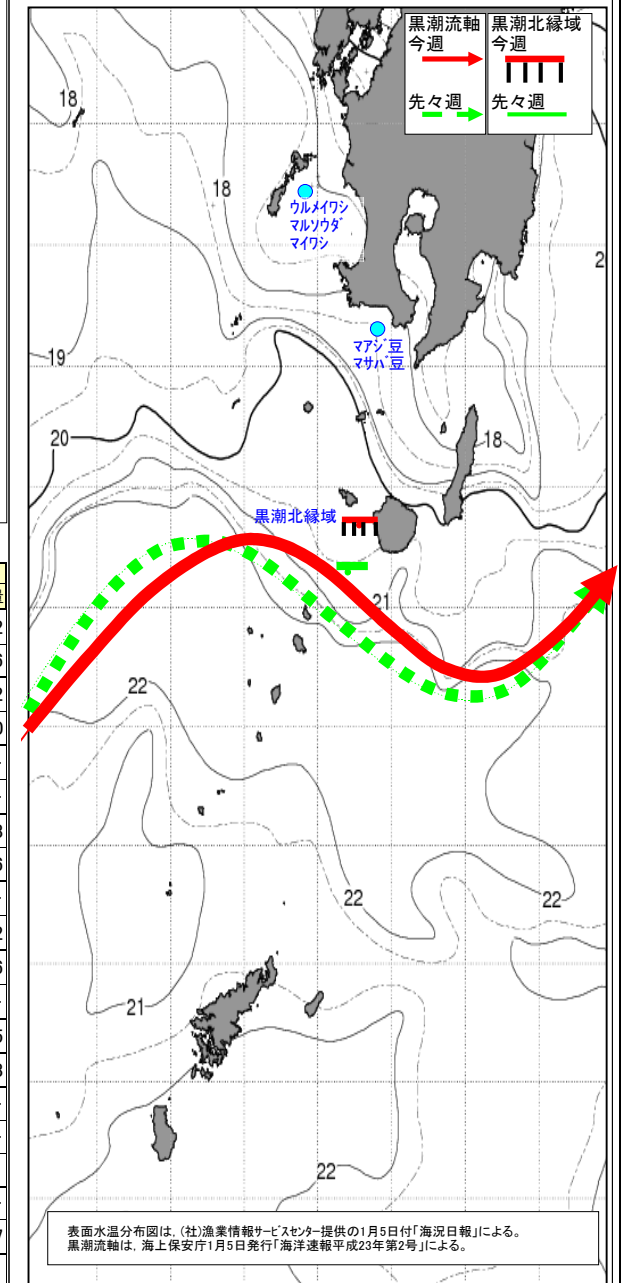 黒潮流軸
今週
先々週
黒潮北縁域
今週
先々週
18
18
ウルメイワシ
マルソウダ
マイワシ
2
マアジ豆
マサバ豆
19
20
18
黒潮北縁域
21
22
22
22
21
22
表面水温分布図は、(社)漁業情報サービスセンター提供の1月5日付「海況日報」による。
黒潮流軸は、海上保安庁1月5日発行「海洋速報平成23年第2号」による。